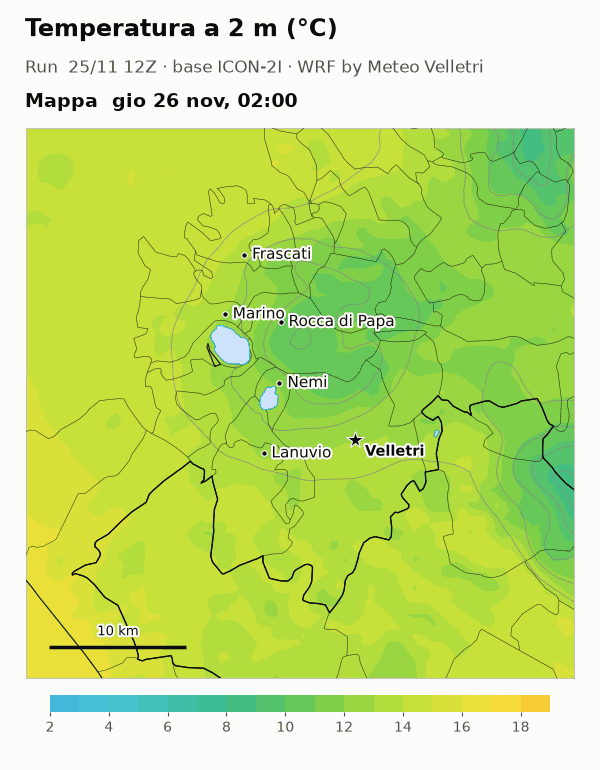 Temperatura a 2 m (°C)
Run  25/11 12Z · base ICON-2I · WRF by Meteo Velletri
Mappa  gio 26 nov, 02:00
Frascati
Marino
Rocca di Papa
Nemi
Lanuvio
Velletri
10 km
2 4 6 8 10 12 14 16 18